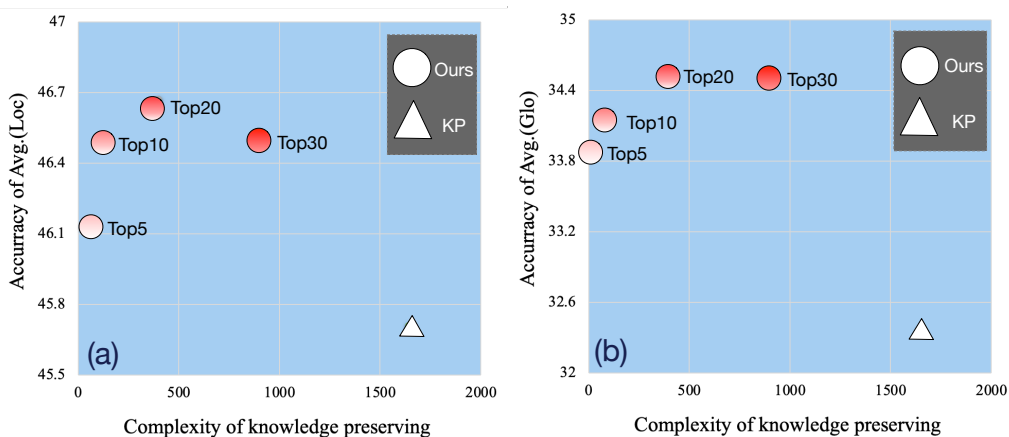 Accurracy of Avg.(Loc)
47
46.7
46.4
46.1
45.8
45.5
Ours
KP
Top20
Top10
Top30
Top5
(a)
0
500
1000
1500
2000
Complexity of knowledge preserving
Accurracy of Avg.(Glo)
35
34.4
33.8
33.2
32.6
32
Ours
KP
Top20
Top30
Top10
Top5
(b)
0
500
1000
1500
2000
Complexity of knowledge preserving